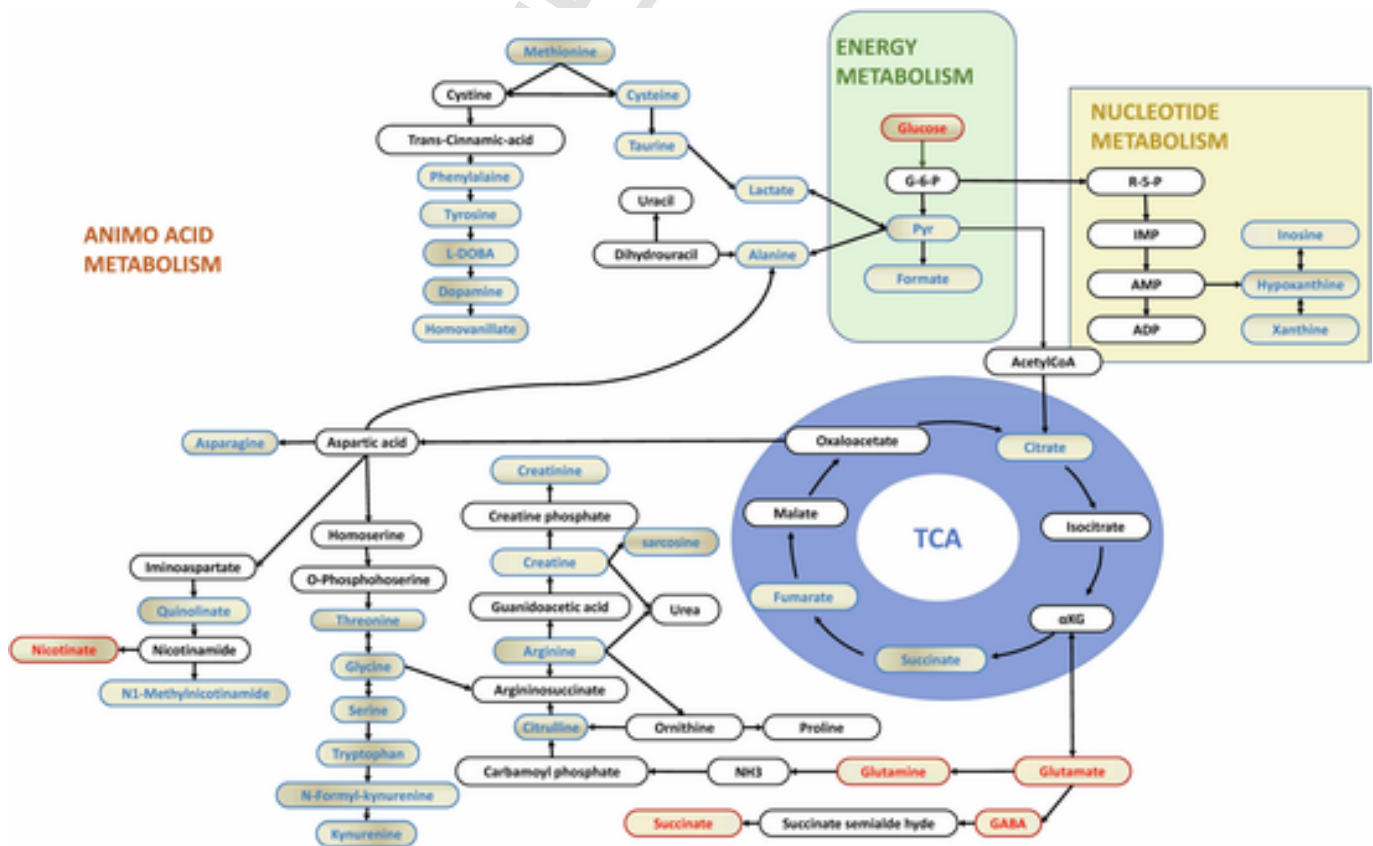 ENERGY
METABOLISM
Methionine
Cystine
Cysteine
NUCLEOTIDE
METABOLISM
Glucose
Trans-Cinnamic-acid
Taurine
Phenylalaine
Lactate
G-6-P
R-5-P
Uracil
Tyrosine
Pyr
IMP
Inosine
ANIMO ACID
METABOLISM
L-DOBA
Dihydrouracil
Alanine
Formate
AMP
Hypoxanthine
Dopamine
Homovanillate
ADP
Xanthine
AcetylCoA
Asparagine
Aspartic acid
Oxaloacetate
Citrate
Creatinine
Creatine phosphate
Malate
Isocitrate
Homoserine
sarcosine
TCA
Iminoaspartate
Creatine
O-Phosphohoserine
Fumarate
Quinolinate
Guanidoacetic acid
Urea
Threonine
αKG
Nicotinate
Nicotinamide
Arginine
Glycine
Succinate
N1-Methylnicotinamide
Argininosuccinate
Serine
Citrulline
Ornithine
Proline
Tryptophan
Carbamoyl phosphate
NH3
Glutamine
Glutamate
N-Formyl-kynurenine
Succinate
Succinate semialde hyde
GABA
Kynurenine